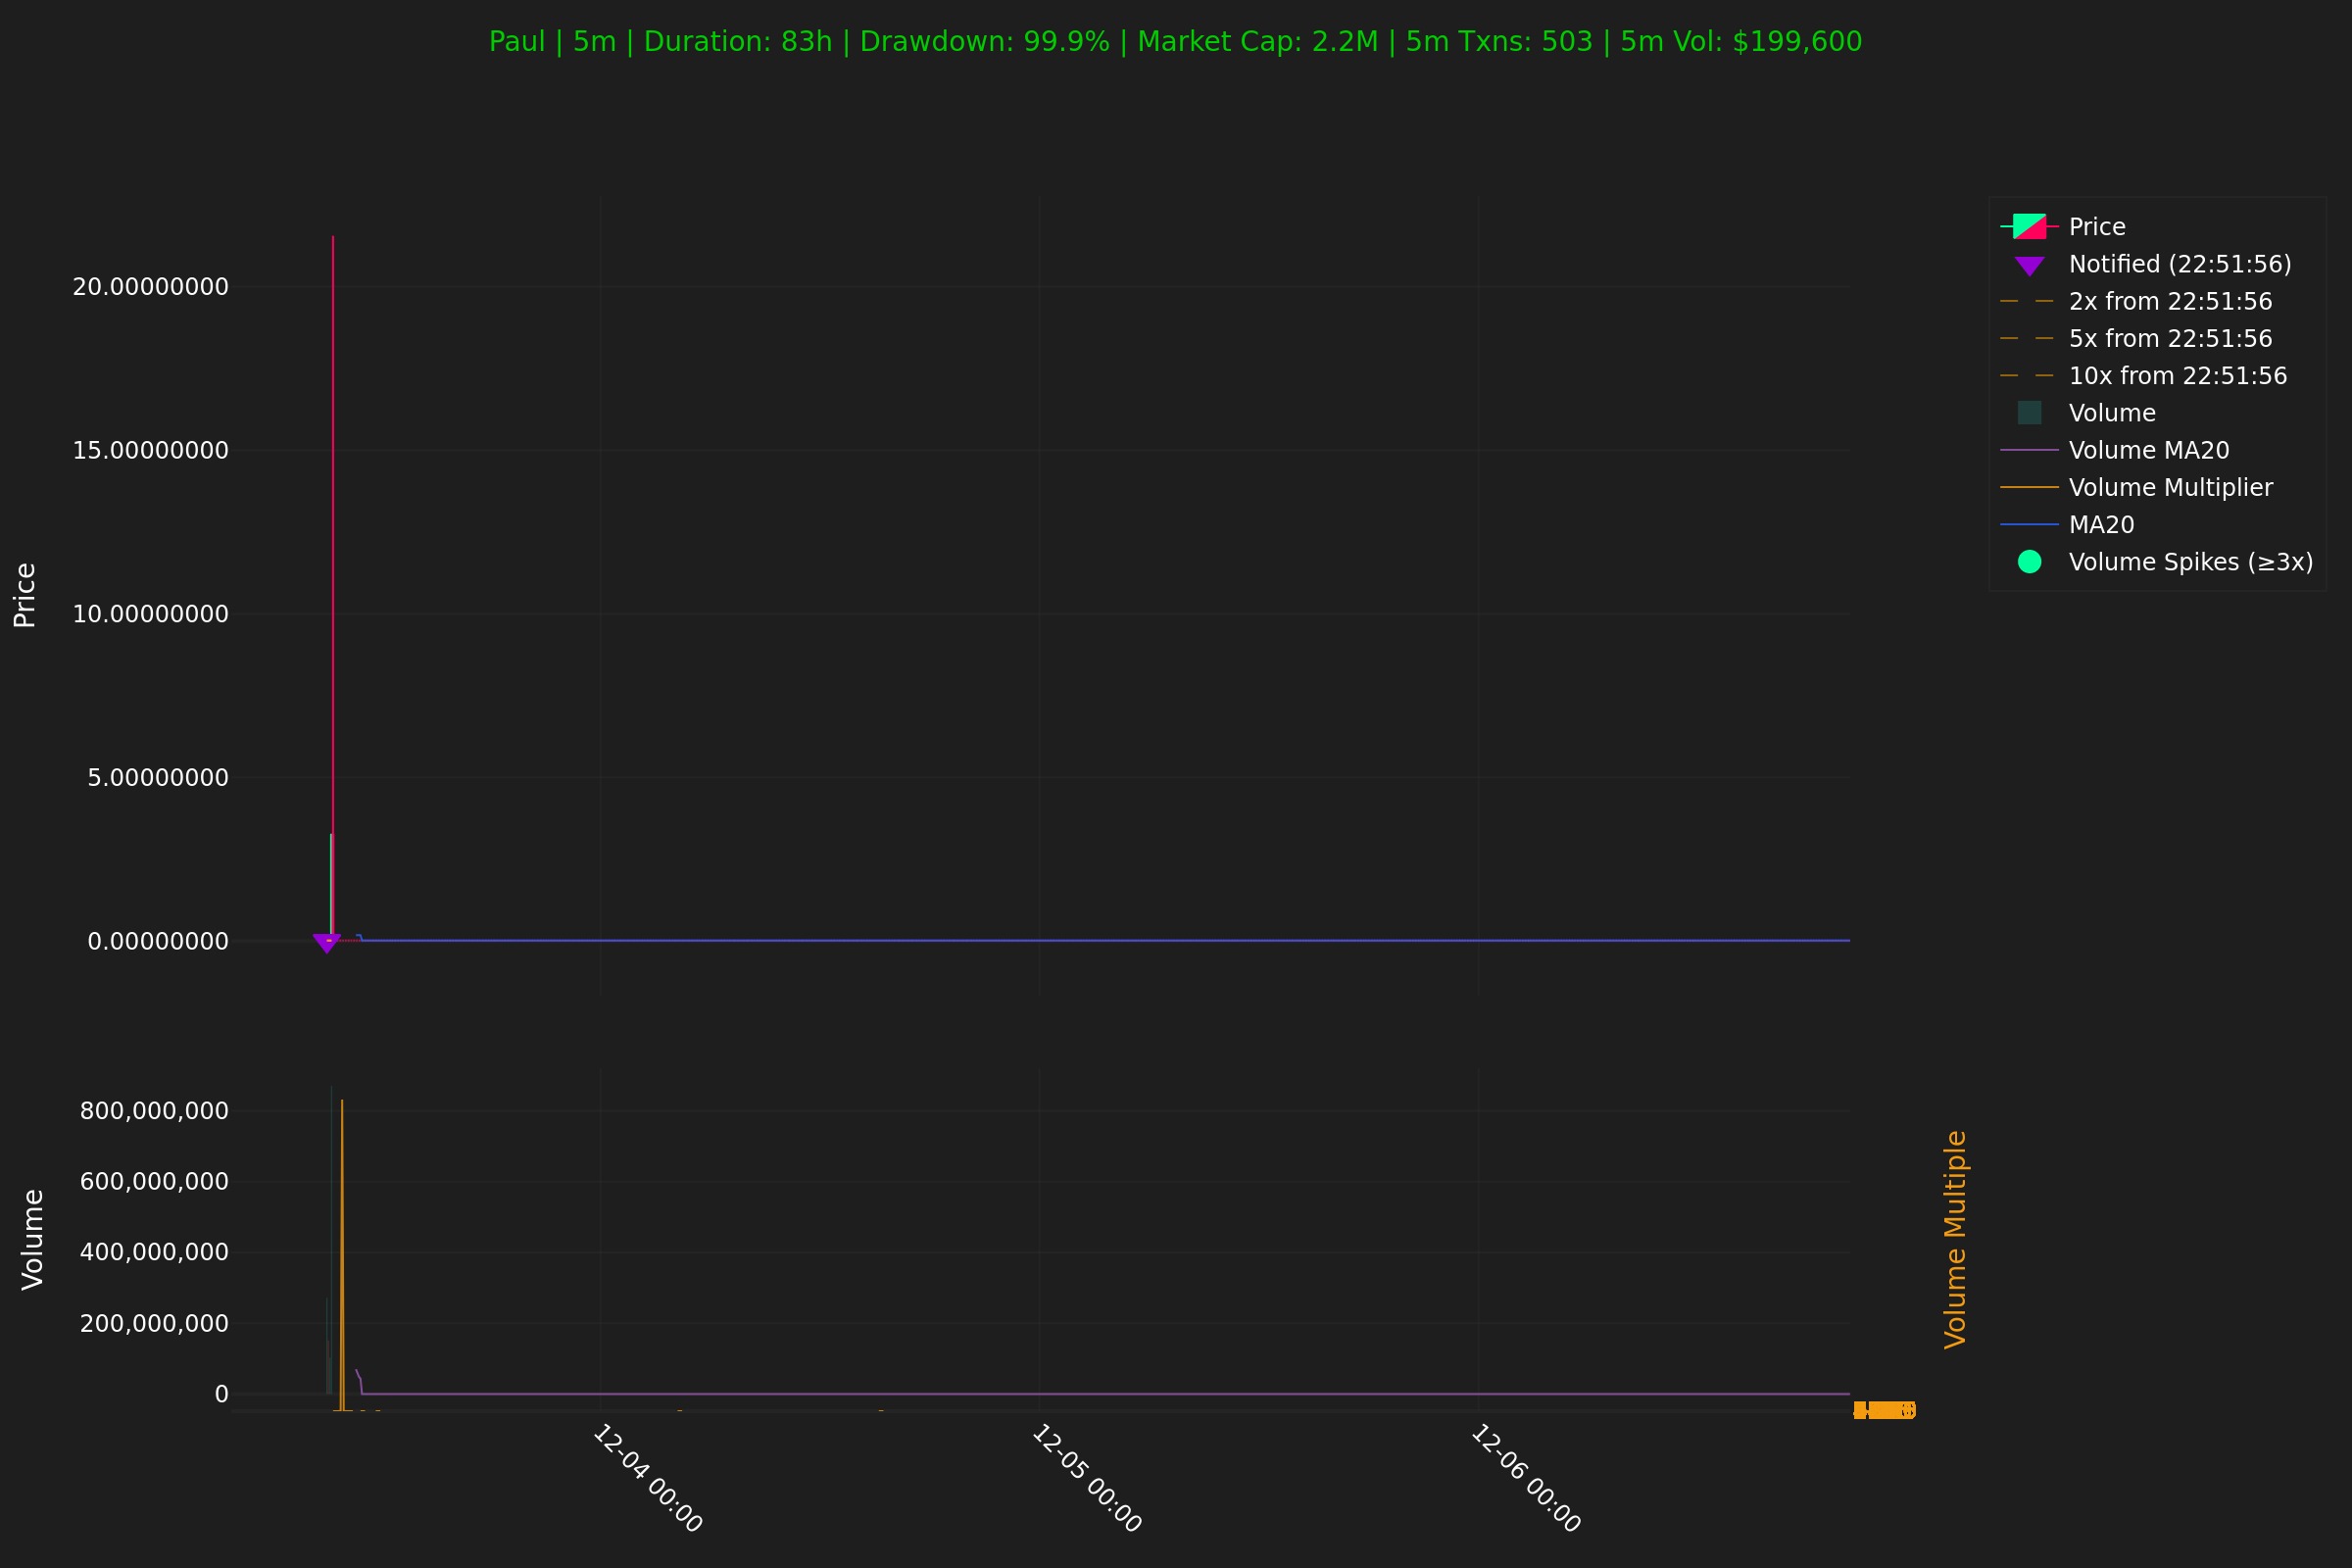 Paul | 5m | Duration: 83h | Drawdown: 99.9% | Market Cap: 2.2M | 5m Txns: 503 | 5m Vol: $199,600
Price
20.00000000
15.00000000
10.00000000
5.00000000
0.00000000
Price
Notified (22:51:56)
2x from 22:51:56
5x from 22:51:56
10x from 22:51:56
Volume
Volume MA20
Volume Multiplier
MA20
Volume Spikes (≥3x)
Volume
800,000,000
600,000,000
400,000,000
200,000,000
0
Volume Multiple
12-04 00:00
12-05 00:00
12-06 00:00